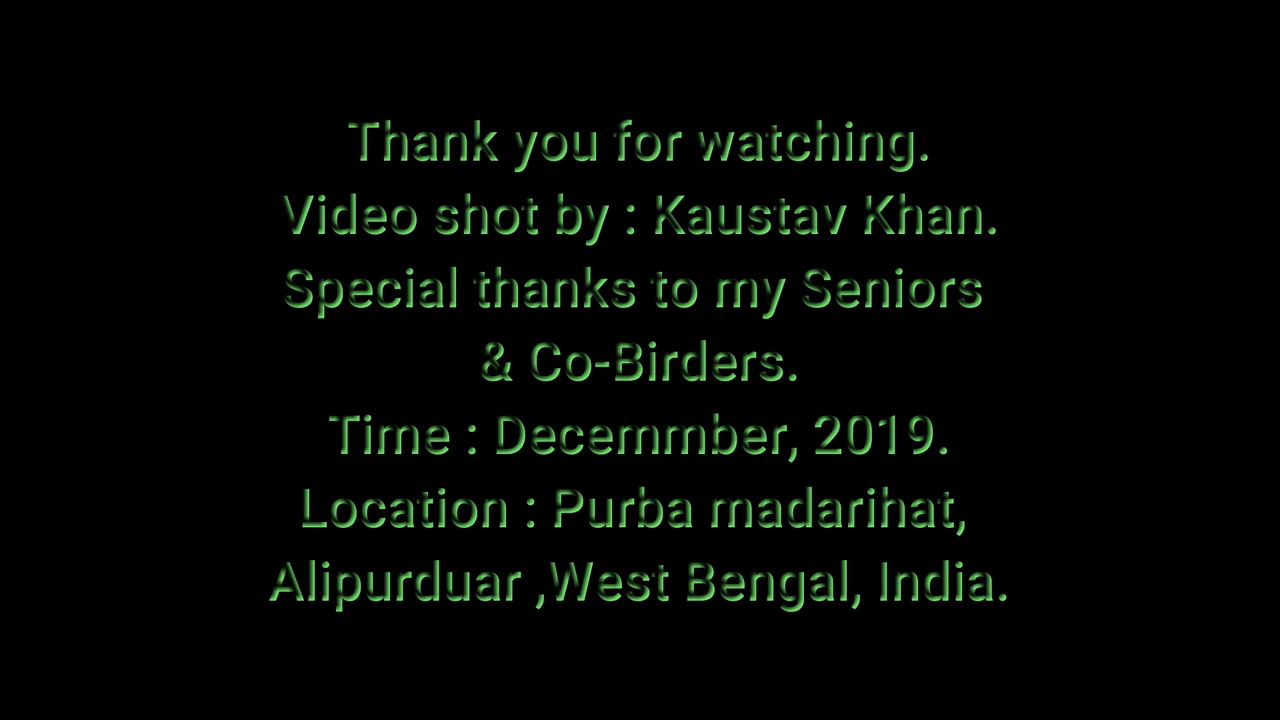 Thank you for watching.
Video shot by : Kaustav Khan.
Special thanks to my Seniors
& Co-Birders.
Time : Decemmber, 2019.
Location : Purba madarihat,
Alipurduar ,West Bengal, India.